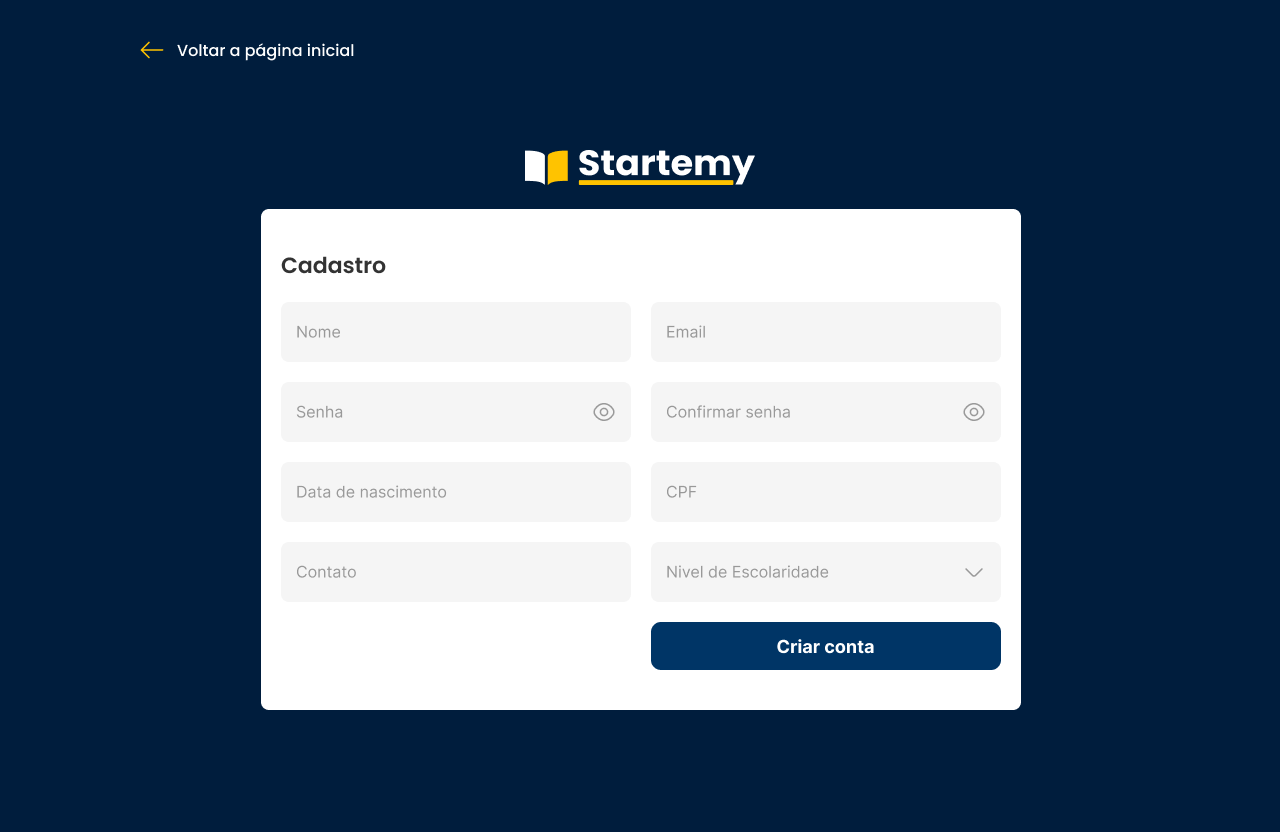 Voltar a página inicial
Startemy
Cadastro
Nome
Email
Senha
Confirmar senha
Data de nascimento
CPF
Contato
Nivel de Escolaridade
Criar conta